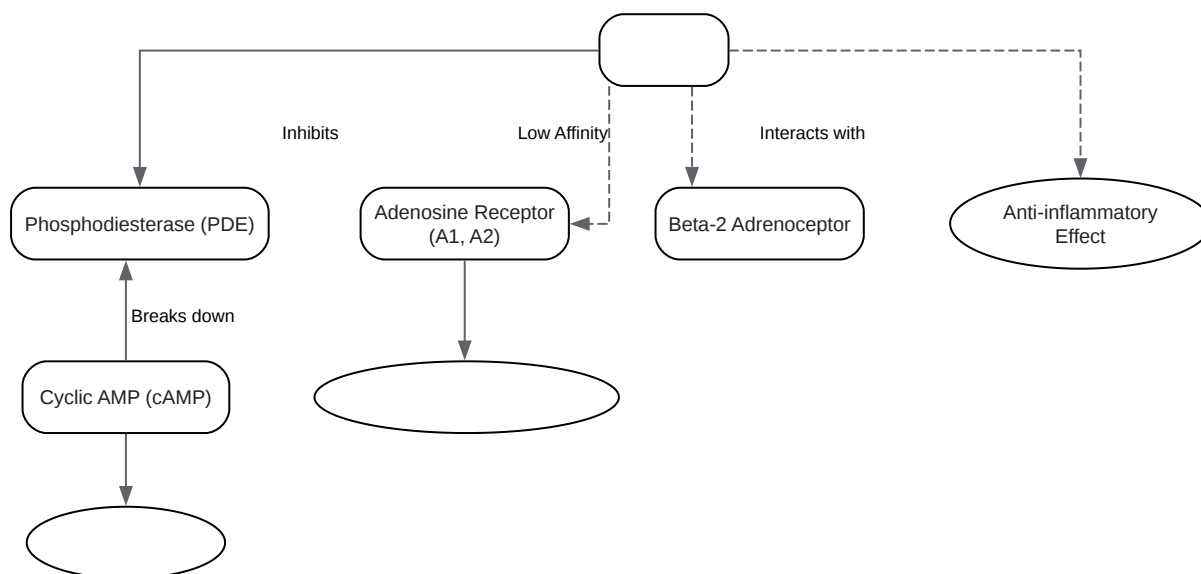 Inhibits
Low Affinity
Interacts with
Phosphodiesterase (PDE)
Adenosine Receptor
(A1, A2)
Beta-2 Adrenoceptor
Anti-inflammatory
Effect
Breaks down
Cyclic AMP (cAMP)